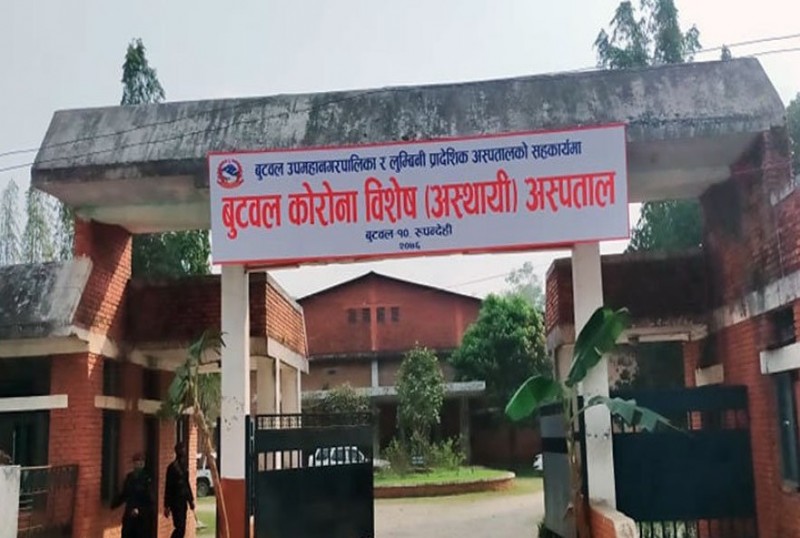 बुटवल उपमहानगरपालिका र लुम्बिनी प्रादेशिक अस्पतालको सहकार्यमा
बुटवल कोरोना विशेष (अस्थायी) अस्पताल
बुटवल १०, रुपन्देही
२०७६